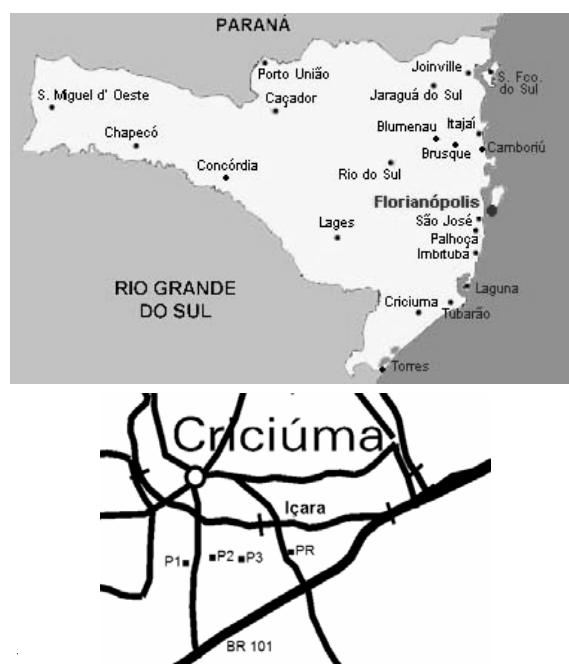 PARANÁ
Porto União
Joinville
S. Fco.
do Sul
S. Miguel d' Oeste
Caçador
Jaraguá do Sul
Chapecó
Blumenau
Itajaí
Brusque
Camboriú
Concórdia
Rio do Sul
Florianópolis
São José
Lages
Palhoça
Imbituba
RIO GRANDE
DO SUL
Laguna
Criciuma
Tubarão
Torres
Criciúma
Içara
P1
P2
P3
PR
BR 101